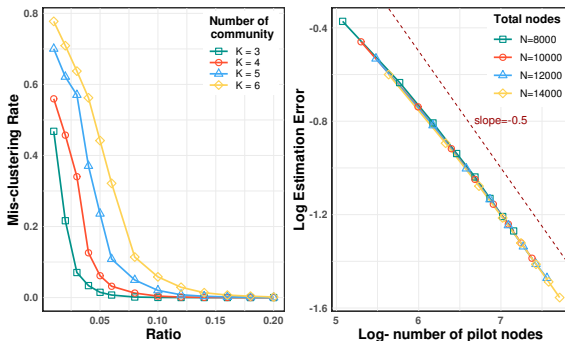 Number of
community
K = 3
K = 4
K = 5
K = 6
Mis-clustering Rate
0.8
0.6
0.4
0.2
0.0
0.05
0.10
0.15
0.20
Ratio
Total nodes
N=8000
N=10000
N=12000
N=14000
slope=-0.5
Log Estimation Error
-0.4
-0.8
-1.2
-1.6
5
6
7
Log- number of pilot nodes